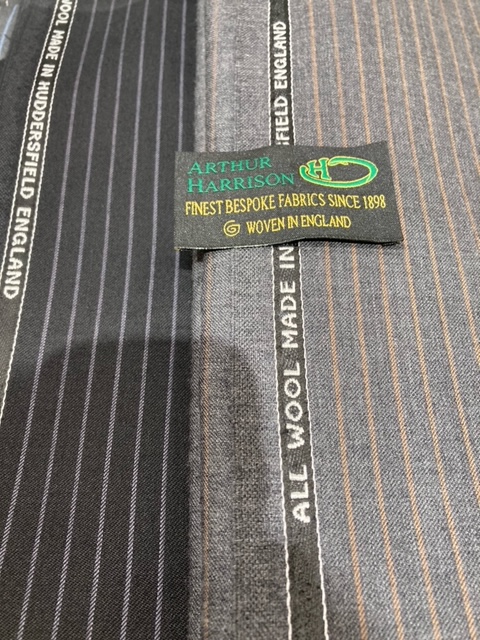 WOOL MADE IN HUDDERSFIELD ENGLAND
ARTHUR
HARRISON
FINEST BESPOKE FABRICS SINCE 1898
G WOVEN IN ENGLAND
ALL WOOL MADE IN
FIELD ENGLAND